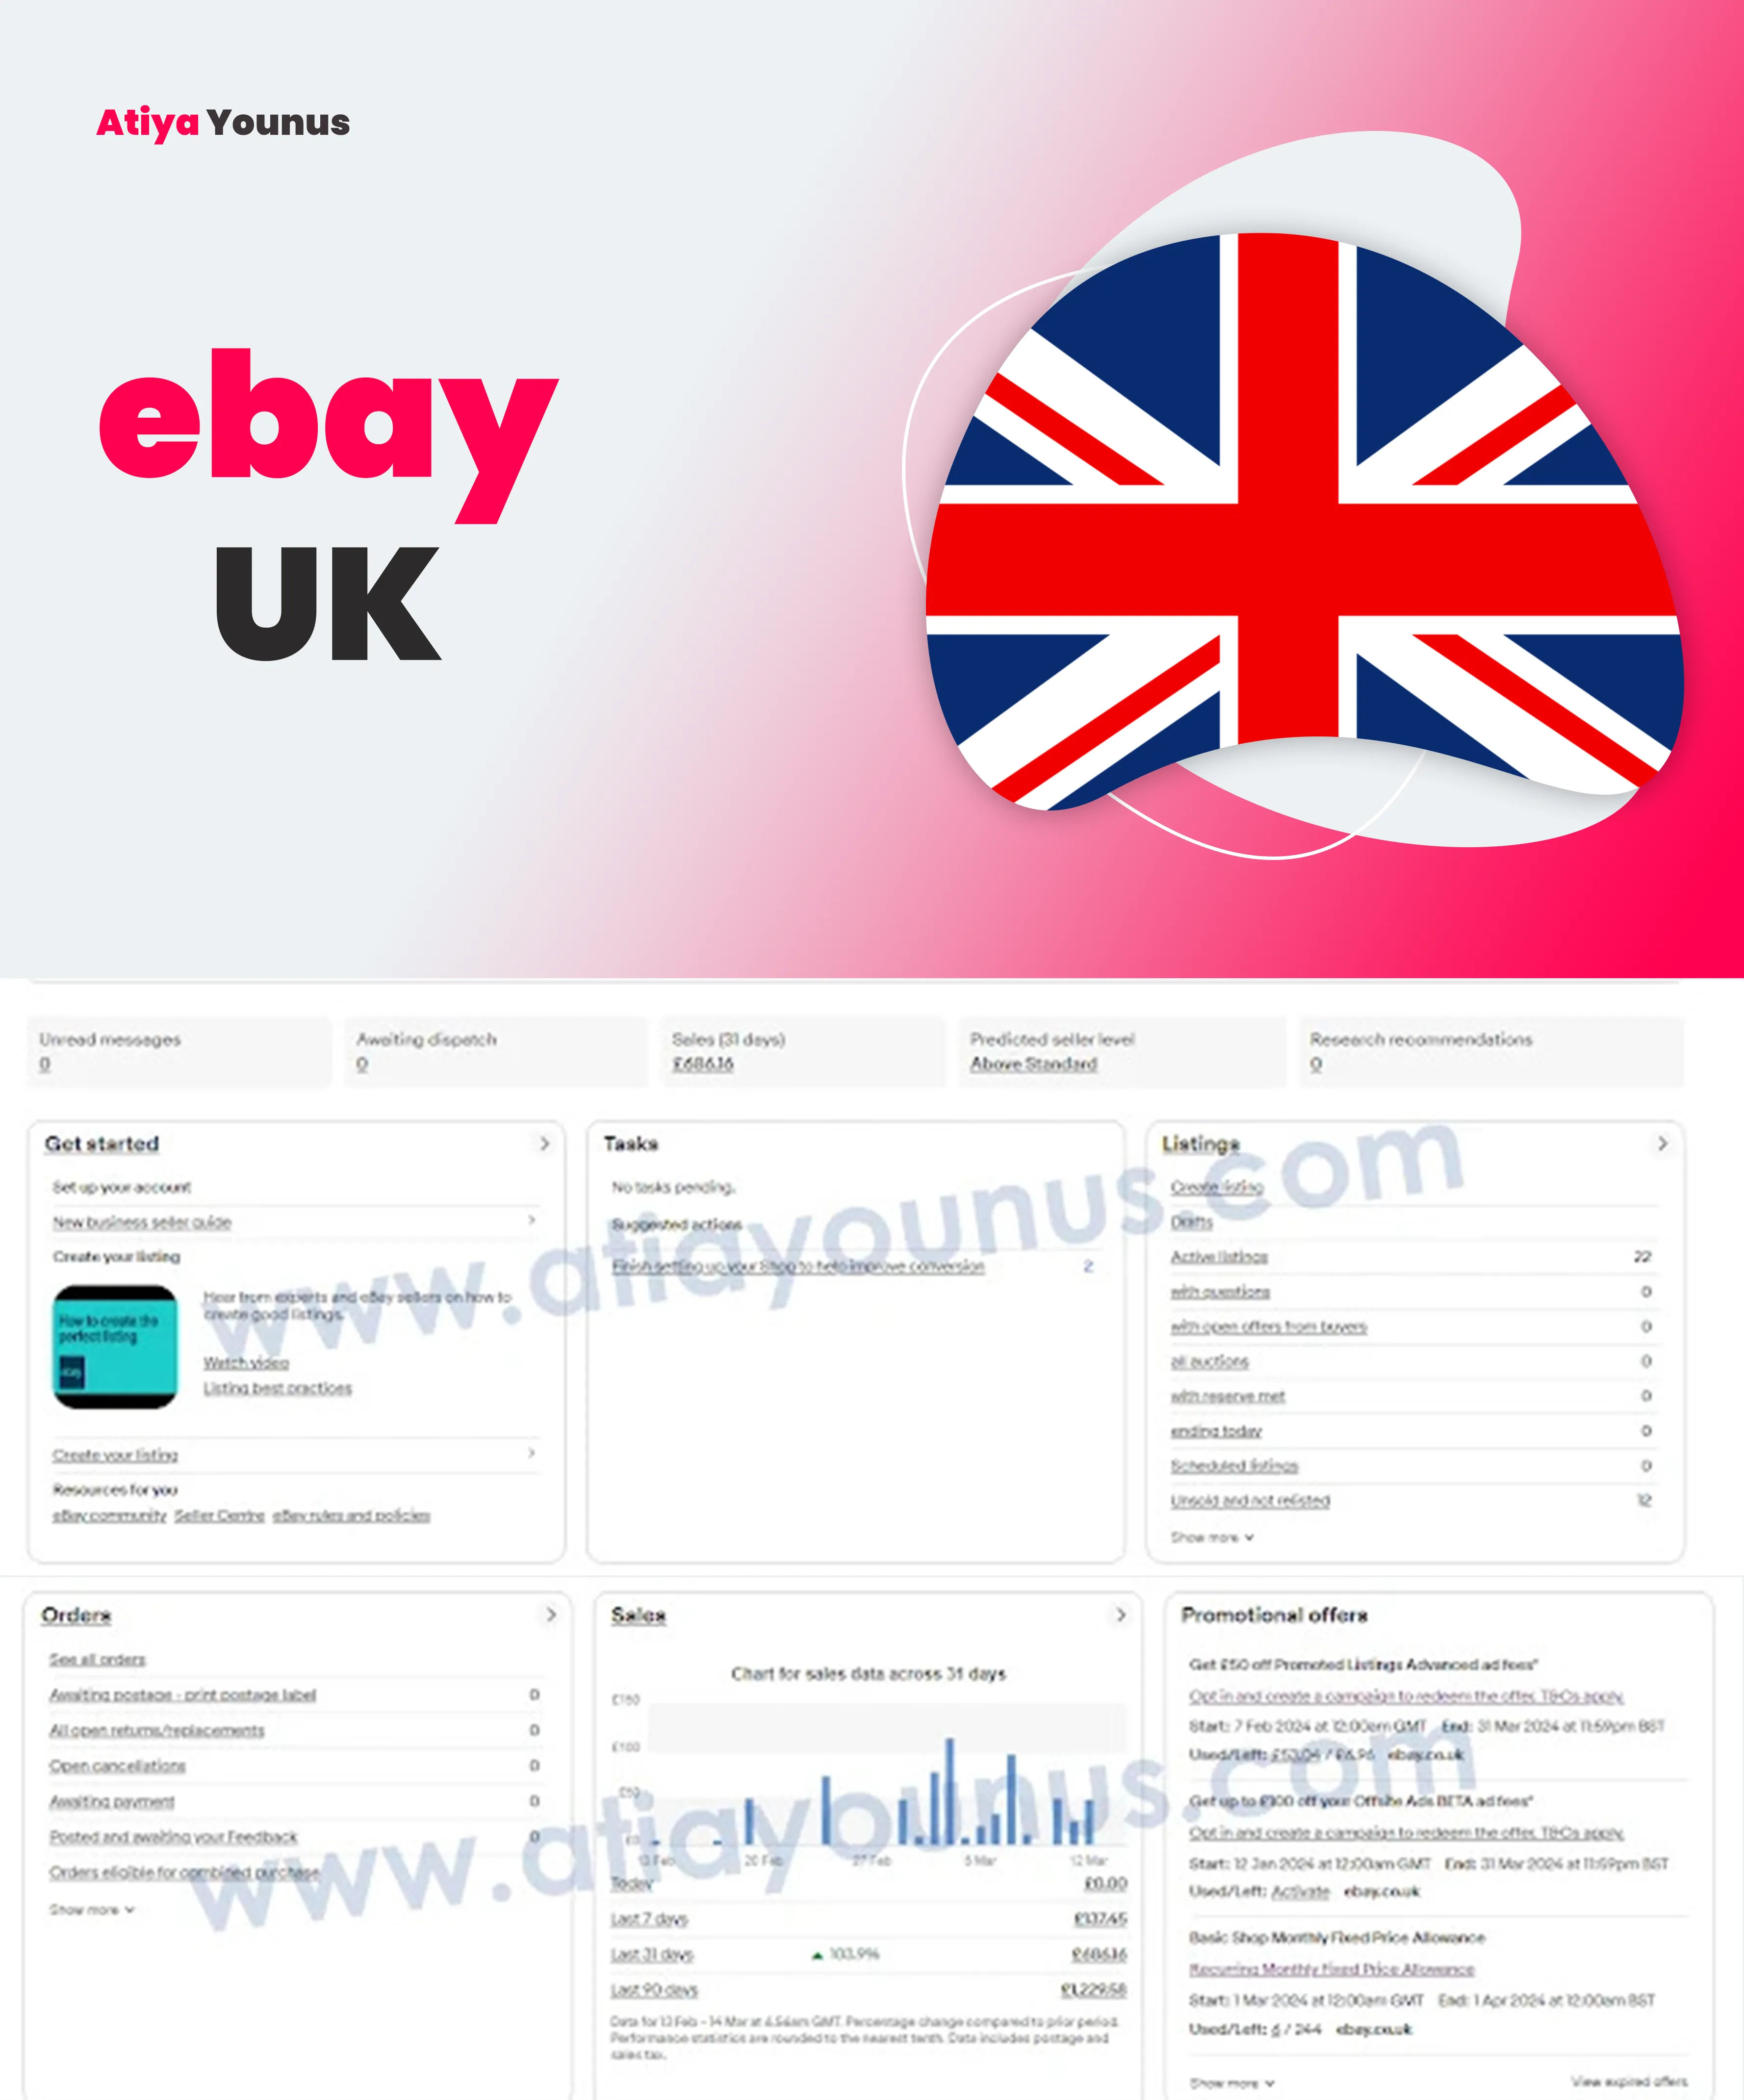 Atiya Younus
ebay
UK
Unread messages
0
Awaiting dispatch
0
Sales (31 days)
£686.16
Predicted seller level
Above Standard
Research recommendations
0
Get started
Set up your account
New business seller guide
Create your listing
How to create the
perfect listing
ebay
Hear from experts and eBay sellers on how to
create good listings.
Watch video
Listing best practices
Create your listing
Resources for you
eBay community Seller Centre eBay rules and policies
Tasks
No tasks pending.
Suggested actions
Finish setting up your Shop to help improve conversion 2
Listings
Create listing
Drafts
Active listings 22
with questions 0
with open offers from buyers 0
all auctions 0
with reserve met 0
ending today 0
Scheduled listings 0
Unsold and not relisted 12
Show more
www.atiayounus.com
Orders
See all orders
Awaiting postage - print postage label 0
All open returns/replacements 0
Open cancellations 0
Awaiting payment 0
Posted and awaiting your Feedback 0
Orders eligible for combined purchase
Show more
Sales
Chart for sales data across 31 days
£150
£100
£50
£0
13 Feb 20 Feb 27 Feb 5 Mar 12 Mar
Today £0.00
Last 7 days £137.45
Last 31 days 103.9% £686.16
Last 90 days £1,229.58
Data for 13 Feb - 14 Mar at 6.56am GMT. Percentage change compared to prior period.
Performance statistics are rounded to the nearest tenth. Data includes postage and
sales tax.
Promotional offers
Get £50 off Promoted Listings Advanced ad fees*
Opt in and create a campaign to redeem the offer. T&Cs apply.
Start: 7 Feb 2024 at 12:00am GMT End: 31 Mar 2024 at 11:59pm BST
Used/Left: £53.04 / £6.96 ebay.co.uk
Get up to £100 off your Offsite Ads BETA ad fees*
Opt in and create a campaign to redeem the offer. T&Cs apply.
Start: 12 Jan 2024 at 12:00am GMT End: 31 Mar 2024 at 11:59pm BST
Used/Left: Activate ebay.co.uk
Basic Shop Monthly Fixed Price Allowance
Recurring Monthly Fixed Price Allowance
Start: 1 Mar 2024 at 12:00am GMT End: 1 Apr 2024 at 12:00am BST
Used/Left: 6 / 244 ebay.co.uk
Show more View expired offers
www.atiayounus.com